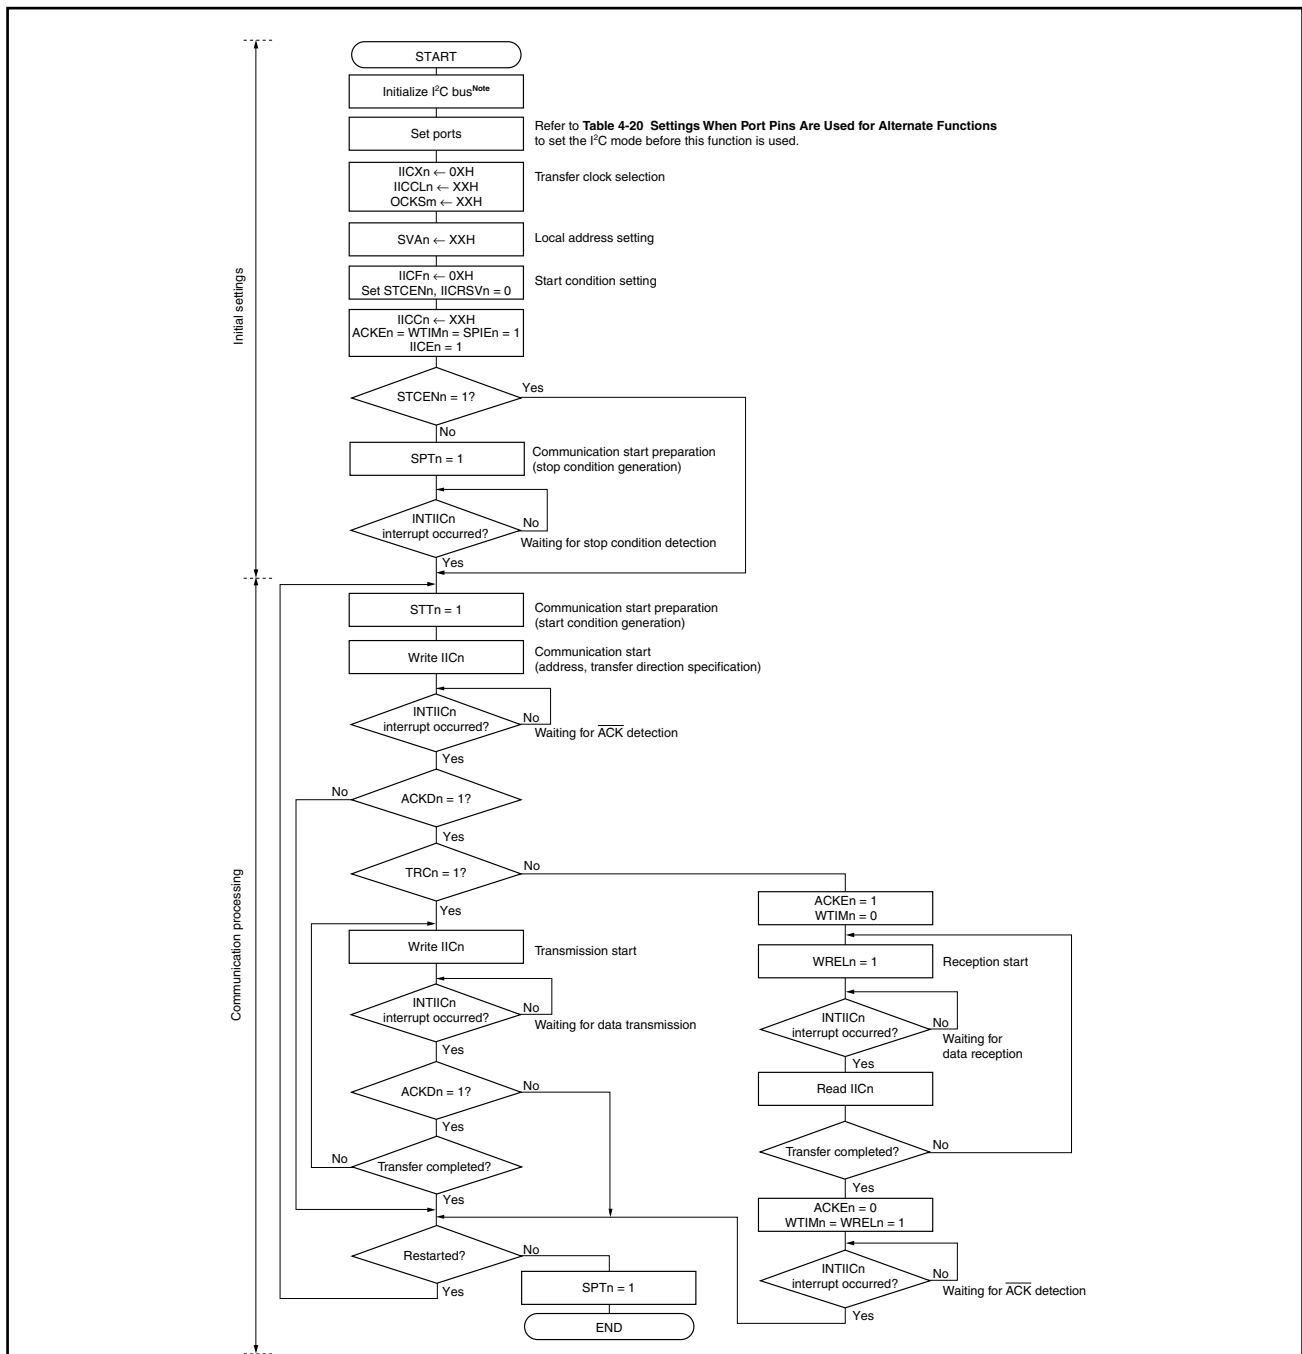 START
Initialize I²C bus^Note
Set ports
Refer to Table 4-20 Settings When Port Pins Are Used for Alternate Functions
to set the I²C mode before this function is used.
IICXn ← 0XH
IICCLn ← XXH
OCKSm ← XXH
Transfer clock selection
SVAn ← XXH
Local address setting
IICFn ← 0XH
Set STCENn, IICRSVn = 0
Start condition setting
IICCn ← XXH
ACKEn = WTIMn = SPIEn = 1
IICEn = 1
Initial settings
STCENn = 1?
Yes
No
SPTn = 1
Communication start preparation
(stop condition generation)
INTIICn
interrupt occurred?
No
Waiting for stop condition detection
Yes
STTn = 1
Communication start preparation
(start condition generation)
Write IICn
Communication start
(address, transfer direction specification)
INTIICn
interrupt occurred?
No
Waiting for A̅C̅K̅ detection
Yes
ACKDn = 1?
No
Yes
TRCn = 1?
No
Yes
Communication processing
Write IICn
Transmission start
INTIICn
interrupt occurred?
No
Waiting for data transmission
Yes
ACKDn = 1?
No
Yes
Transfer completed?
No
Yes
Restarted?
No
Yes
SPTn = 1
END
ACKEn = 1
WTIMn = 0
WRELn = 1
Reception start
INTIICn
interrupt occurred?
No
Waiting for
data reception
Yes
Read IICn
Transfer completed?
No
Yes
ACKEn = 0
WTIMn = WRELn = 1
INTIICn
interrupt occurred?
No
Waiting for A̅C̅K̅ detection
Yes